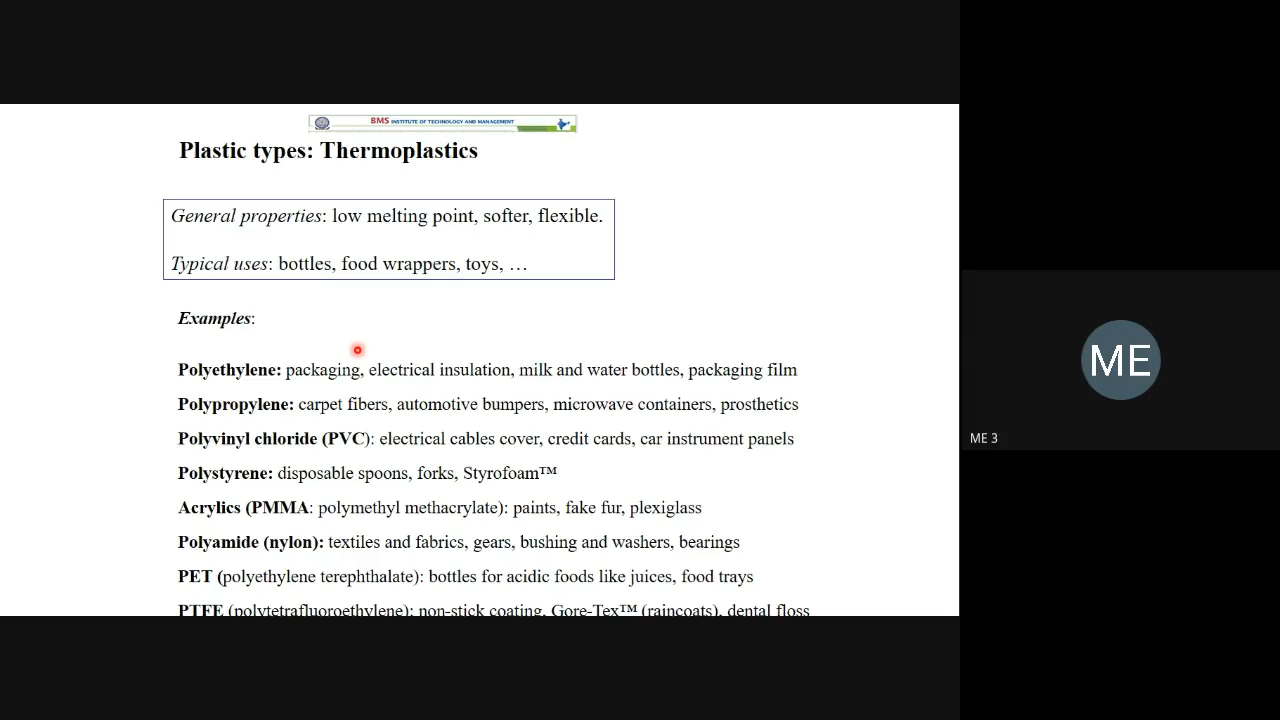 BMS INSTITUTE OF TECHNOLOGY AND MANAGEMENT
Plastic types: Thermoplastics
General properties: low melting point, softer, flexible.
Typical uses: bottles, food wrappers, toys, …
Examples:
Polyethylene: packaging, electrical insulation, milk and water bottles, packaging film
Polypropylene: carpet fibers, automotive bumpers, microwave containers, prosthetics
Polyvinyl chloride (PVC): electrical cables cover, credit cards, car instrument panels
Polystyrene: disposable spoons, forks, Styrofoam™
Acrylics (PMMA: polymethyl methacrylate): paints, fake fur, plexiglass
Polyamide (nylon): textiles and fabrics, gears, bushing and washers, bearings
PET (polyethylene terephthalate): bottles for acidic foods like juices, food trays
PTFE (polytetrafluoroethylene): non-stick coating, Gore-Tex™ (raincoats), dental floss
ME
ME 3